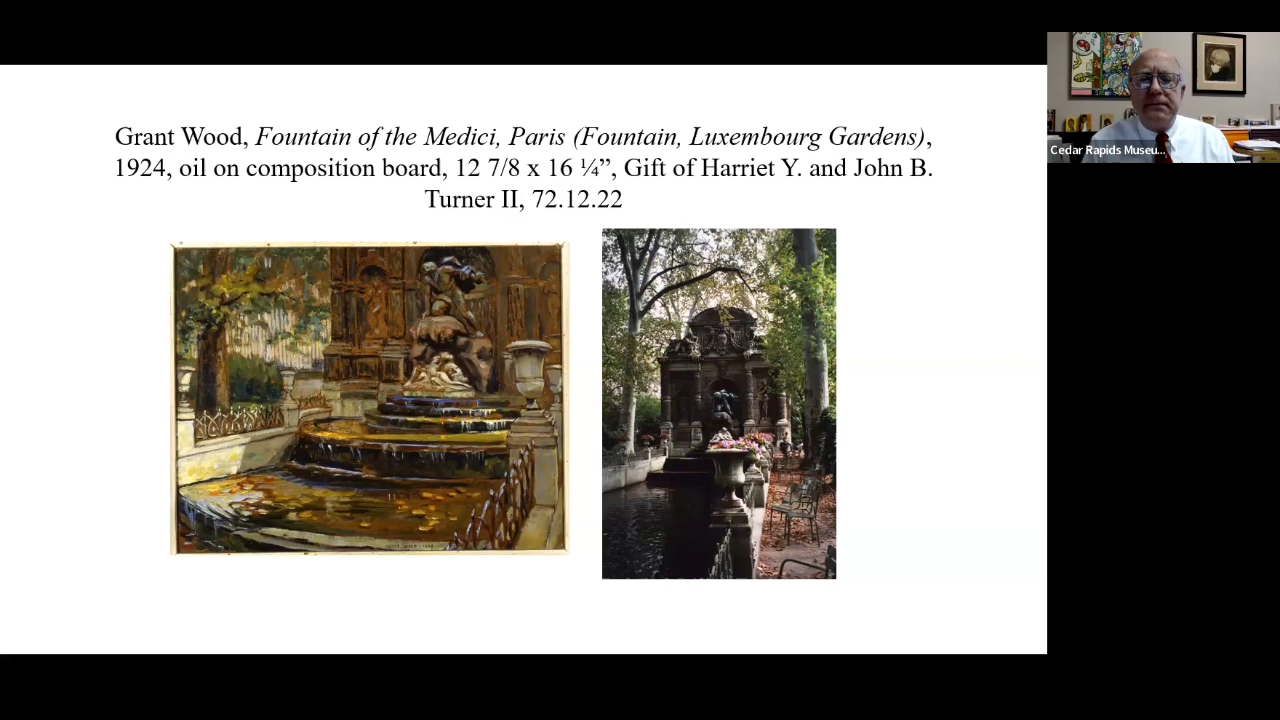 Grant Wood, Fountain of the Medici, Paris (Fountain, Luxembourg Gardens),
1924, oil on composition board, 12 7/8 x 16 ¼”, Gift of Harriet Y. and John B.
Turner II, 72.12.22
Cedar Rapids Museu...